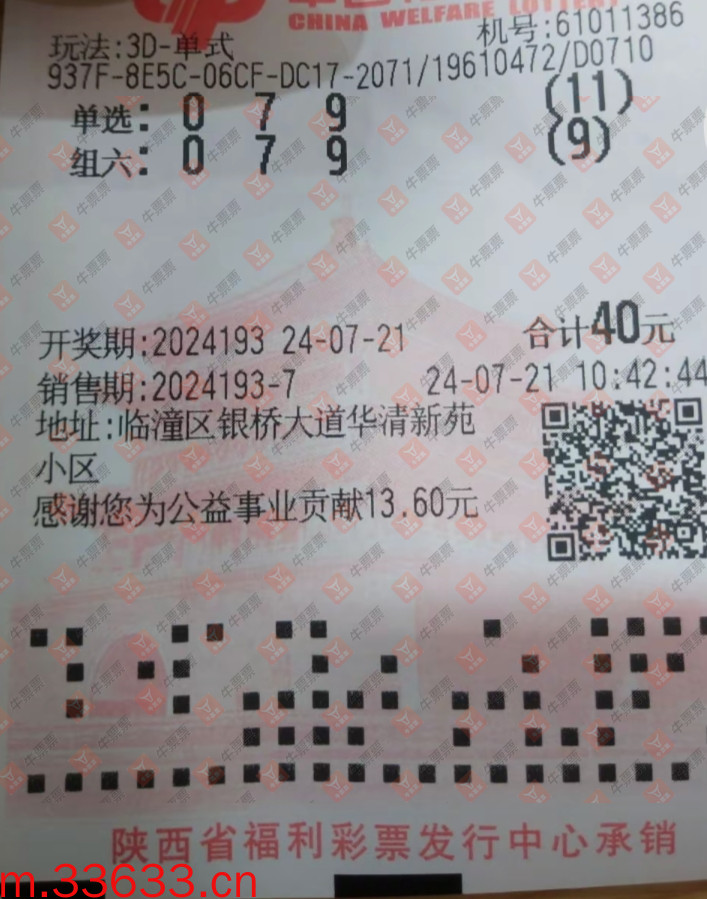 CHINA WELFARE LOTTERY
玩法:3D-单式 机号:61011386
937F-8E5C-06CF-DC17-2071/19610472/D0710
单选: 0 7 9 (11)
组六: 0 7 9 (9)
开奖期:2024193 24-07-21 合计40元
销售期:2024193-7 24-07-21 10:42:44
地址:临潼区银桥大道华清新苑
小区
感谢您为公益事业贡献13.60元
陕西省福利彩票发行中心承销
m.33633.cn
牛票票